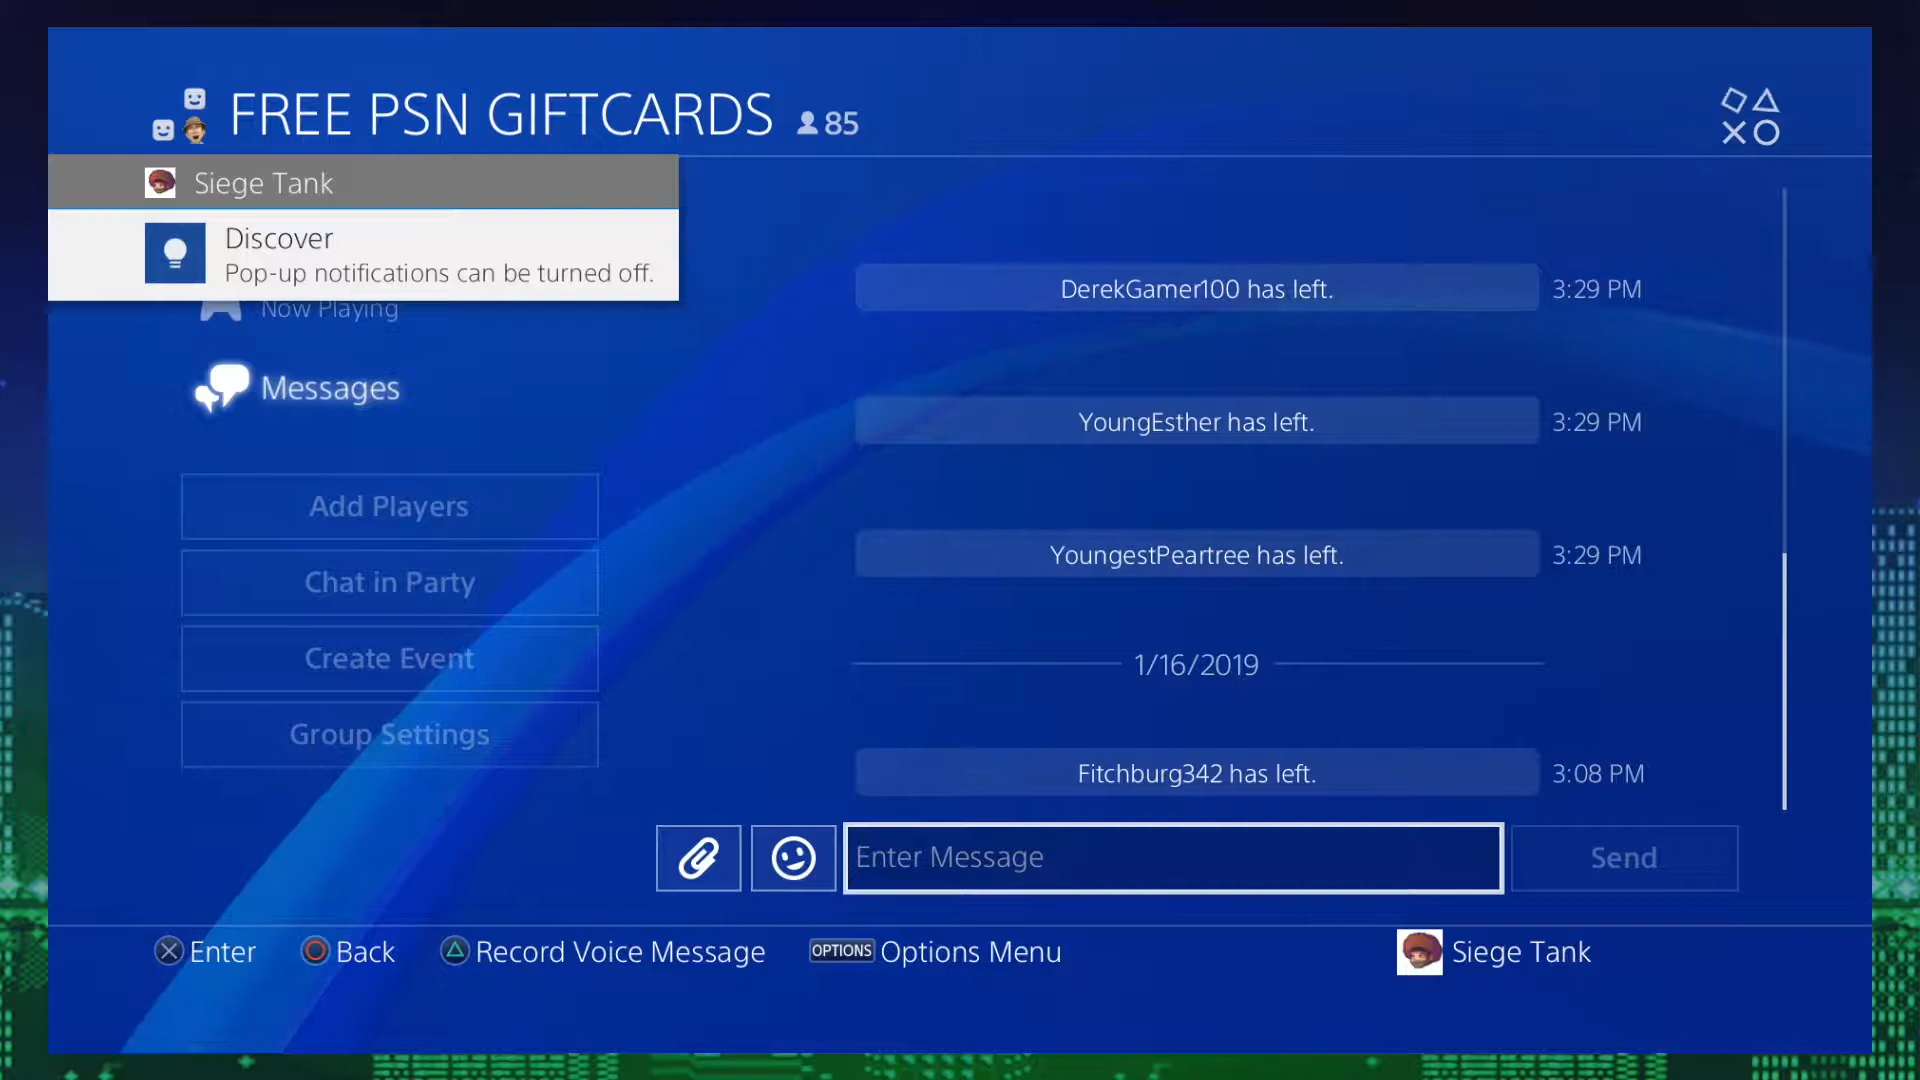 FREE PSN GIFTCARDS 85
Siege Tank
Discover
Pop-up notifications can be turned off.
Now Playing
Messages
Add Players
Chat in Party
Create Event
Group Settings
DerekGamer100 has left. 3:29 PM
YoungEsther has left. 3:29 PM
YoungestPeartree has left. 3:29 PM
1/16/2019
Fitchburg342 has left. 3:08 PM
Enter Message
Send
Enter Back Record Voice Message OPTIONS Options Menu Siege Tank